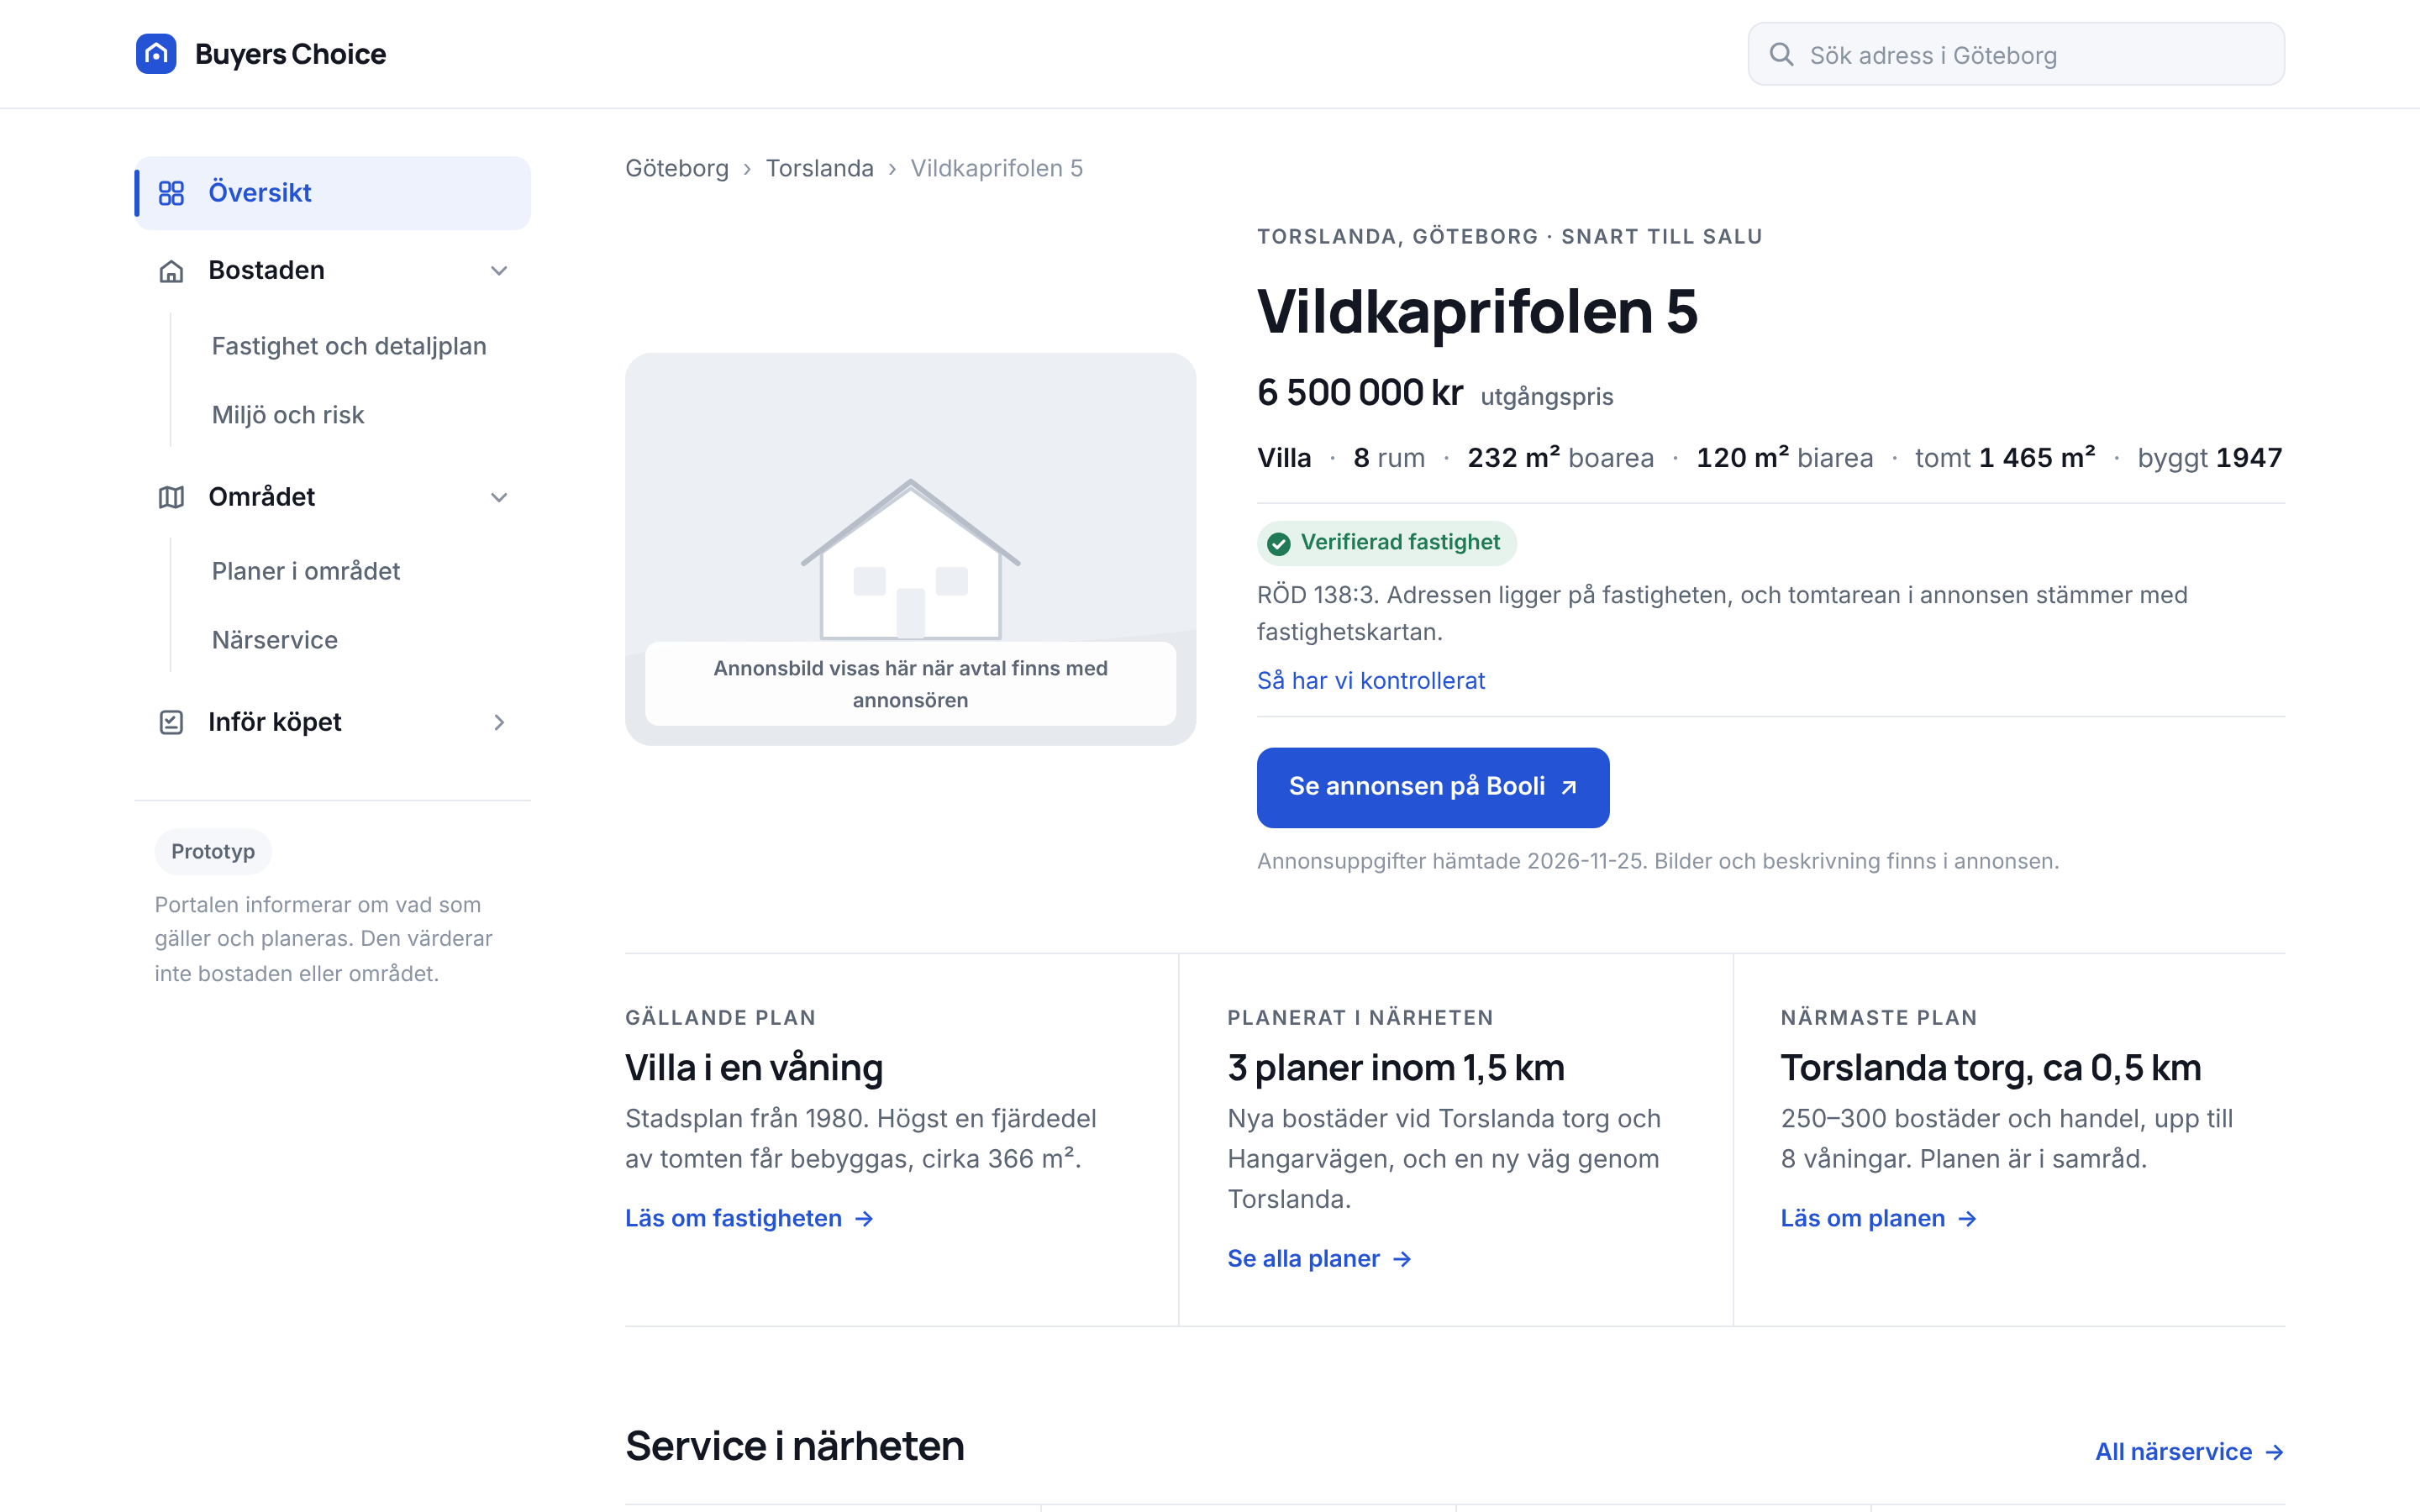 Buyers Choice
Sök adress i Göteborg
Översikt
Bostaden
Fastighet och detaljplan
Miljö och risk
Området
Planer i området
Närservice
Inför köpet
Prototyp
Portalen informerar om vad som
gäller och planeras. Den värderar
inte bostaden eller området.
Göteborg › Torslanda › Vildkaprifolen 5
Annonsbild visas här när avtal finns med
annonsören
TORSLANDA, GÖTEBORG · SNART TILL SALU
Vildkaprifolen 5
6 500 000 kr utgångspris
Villa · 8 rum · 232 m² boarea · 120 m² biarea · tomt 1 465 m² · byggt 1947
Verifierad fastighet
RÖD 138:3. Adressen ligger på fastigheten, och tomtarean i annonsen stämmer med
fastighetskartan.
Så har vi kontrollerat
Se annonsen på Booli
Annonsuppgifter hämtade 2026-11-25. Bilder och beskrivning finns i annonsen.
GÄLLANDE PLAN
Villa i en våning
Stadsplan från 1980. Högst en fjärdedel
av tomten får bebyggas, cirka 366 m².
Läs om fastigheten →
PLANERAT I NÄRHETEN
3 planer inom 1,5 km
Nya bostäder vid Torslanda torg och
Hangarvägen, och en ny väg genom
Torslanda.
Se alla planer →
NÄRMASTE PLAN
Torslanda torg, ca 0,5 km
250–300 bostäder och handel, upp till
8 våningar. Planen är i samråd.
Läs om planen →
Service i närheten
All närservice →